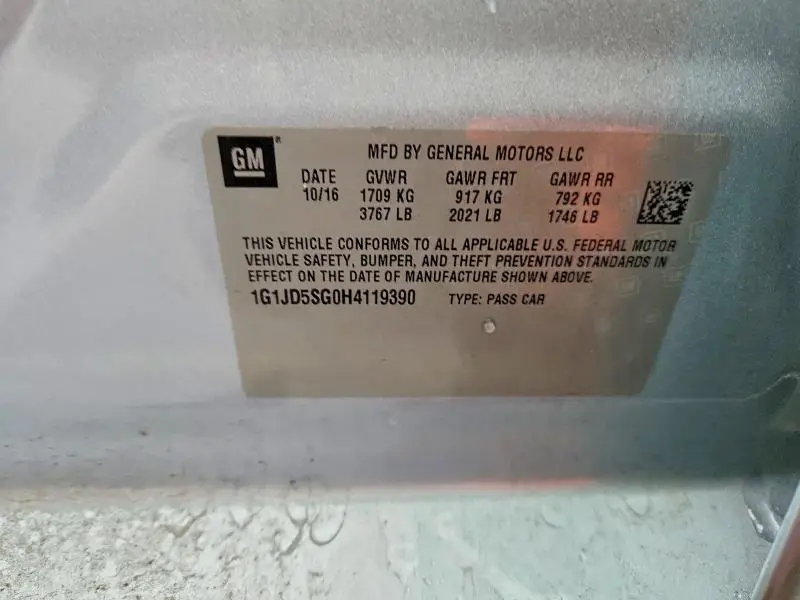 GM
MFD BY GENERAL MOTORS LLC
DATE GVWR GAWR FRT GAWR RR
10/16 1709 KG 917 KG 792 KG
3767 LB 2021 LB 1746 LB
THIS VEHICLE CONFORMS TO ALL APPLICABLE U.S. FEDERAL MOTOR
VEHICLE SAFETY, BUMPER, AND THEFT PREVENTION STANDARDS IN
EFFECT ON THE DATE OF MANUFACTURE SHOWN ABOVE.
1G1JD5SG0H4119390 TYPE: PASS CAR